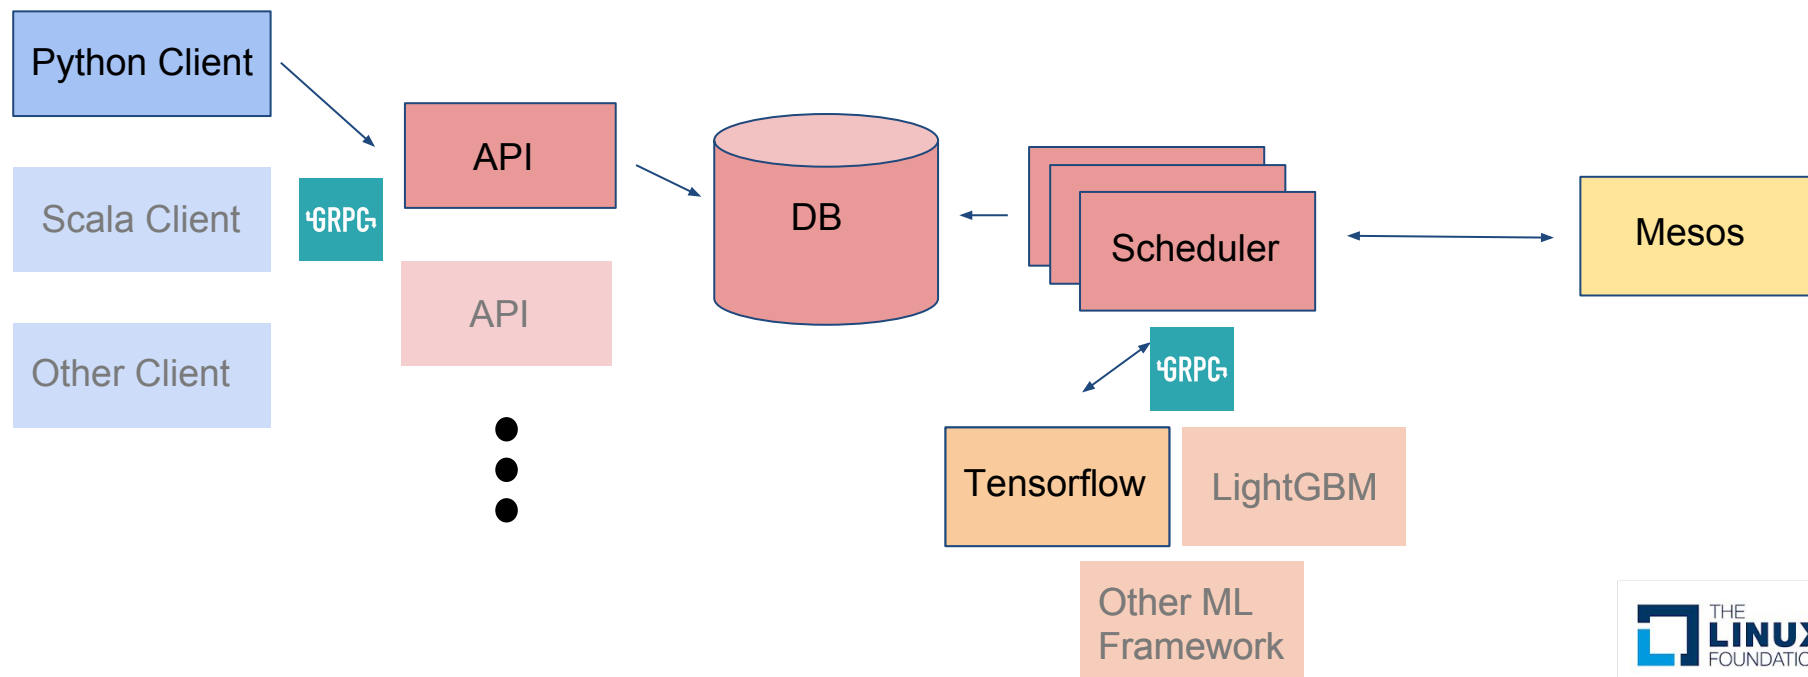 Python Client
API
Scala Client
GRPC
DB
Scheduler
Mesos
API
Other Client
GRPC
Tensorflow
LightGBM
Other ML
Framework
THE
LINUX
FOUNDATIO